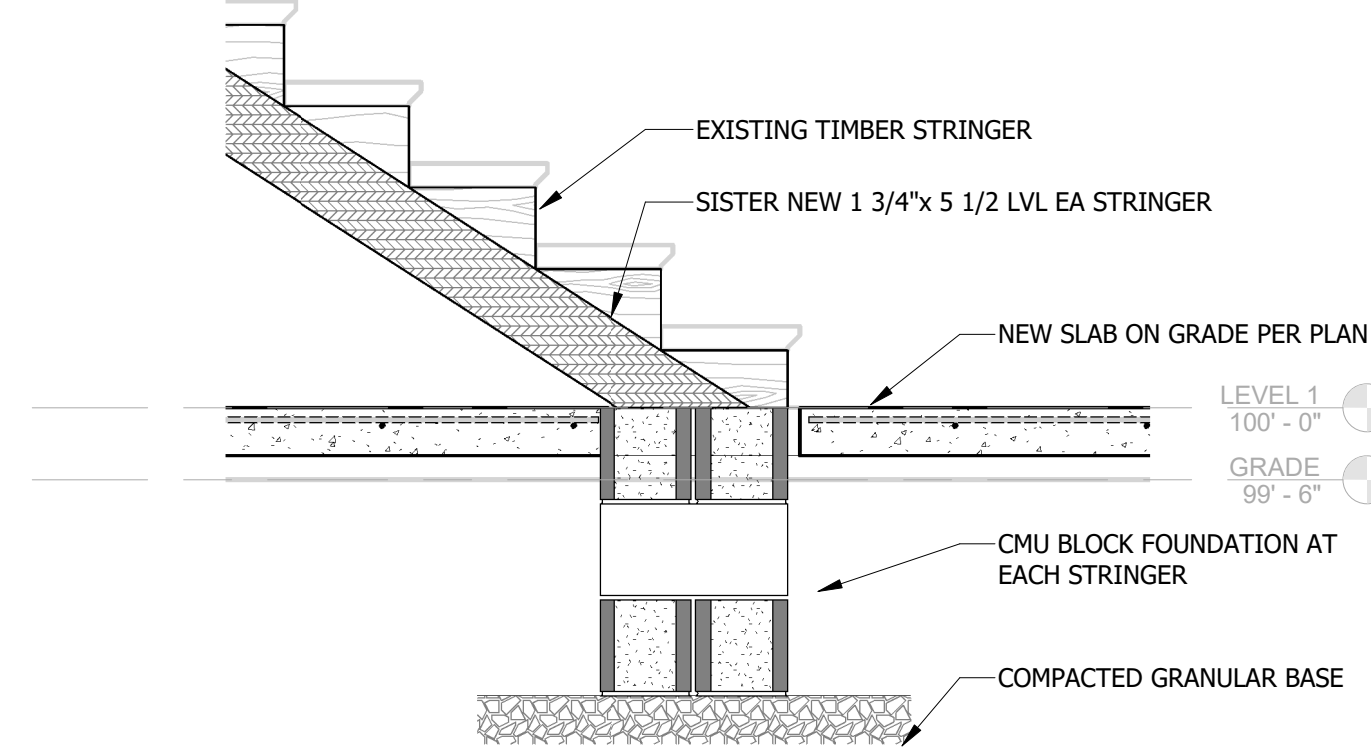 EXISTING TIMBER STRINGER
SISTER NEW 1 3/4"x 5 1/2 LVL EA STRINGER
NEW SLAB ON GRADE PER PLAN
LEVEL 1
100' - 0"
GRADE
99' - 6"
CMU BLOCK FOUNDATION AT
EACH STRINGER
COMPACTED GRANULAR BASE